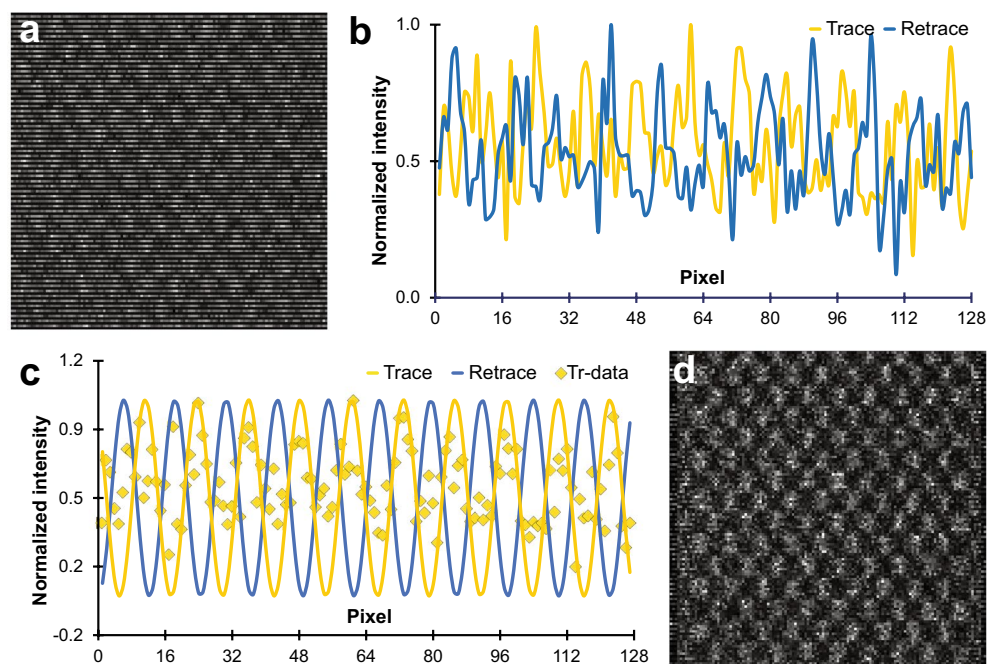 a
b
Trace Retrace
1.0
0.5
0.0
Normalized intensity
Pixel
0 16 32 48 64 80 96 112 128
c
Trace Retrace Tr-data
1.2
0.9
0.5
0.2
-0.2
Normalized intensity
Pixel
0 16 32 48 64 80 96 112 128
d